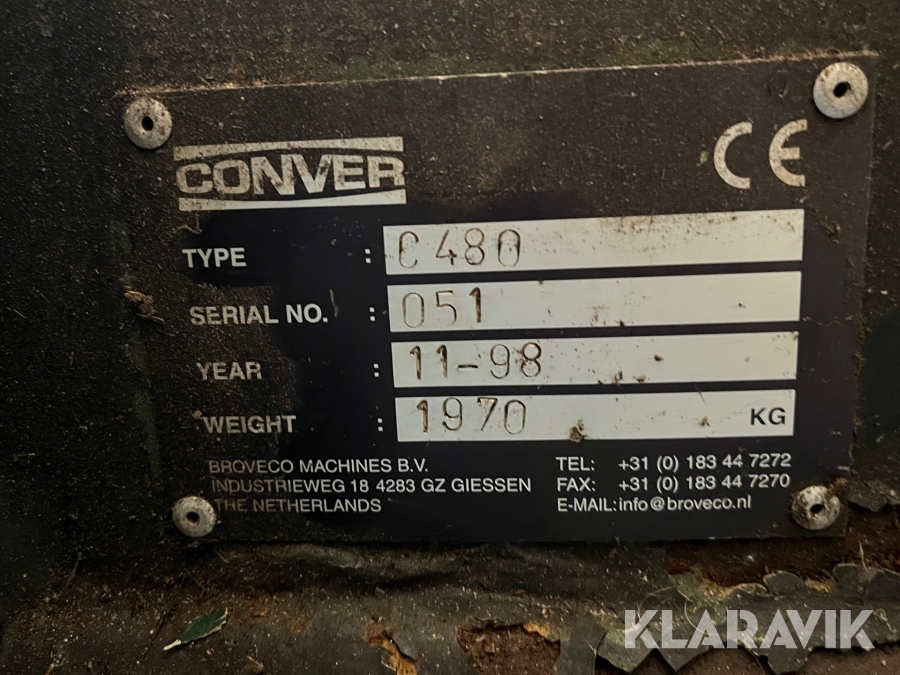 CONVER
CE
TYPE : C480
SERIAL NO. : 051
YEAR : 11-98
WEIGHT : 1970 KG
BROVECO MACHINES B.V.
INDUSTRIEWEG 18 4283 GZ GIESSEN
THE NETHERLANDS
TEL: +31 (0) 183 44 7272
FAX: +31 (0) 183 44 7270
E-MAIL: info@broveco.nl
KLARAVIK